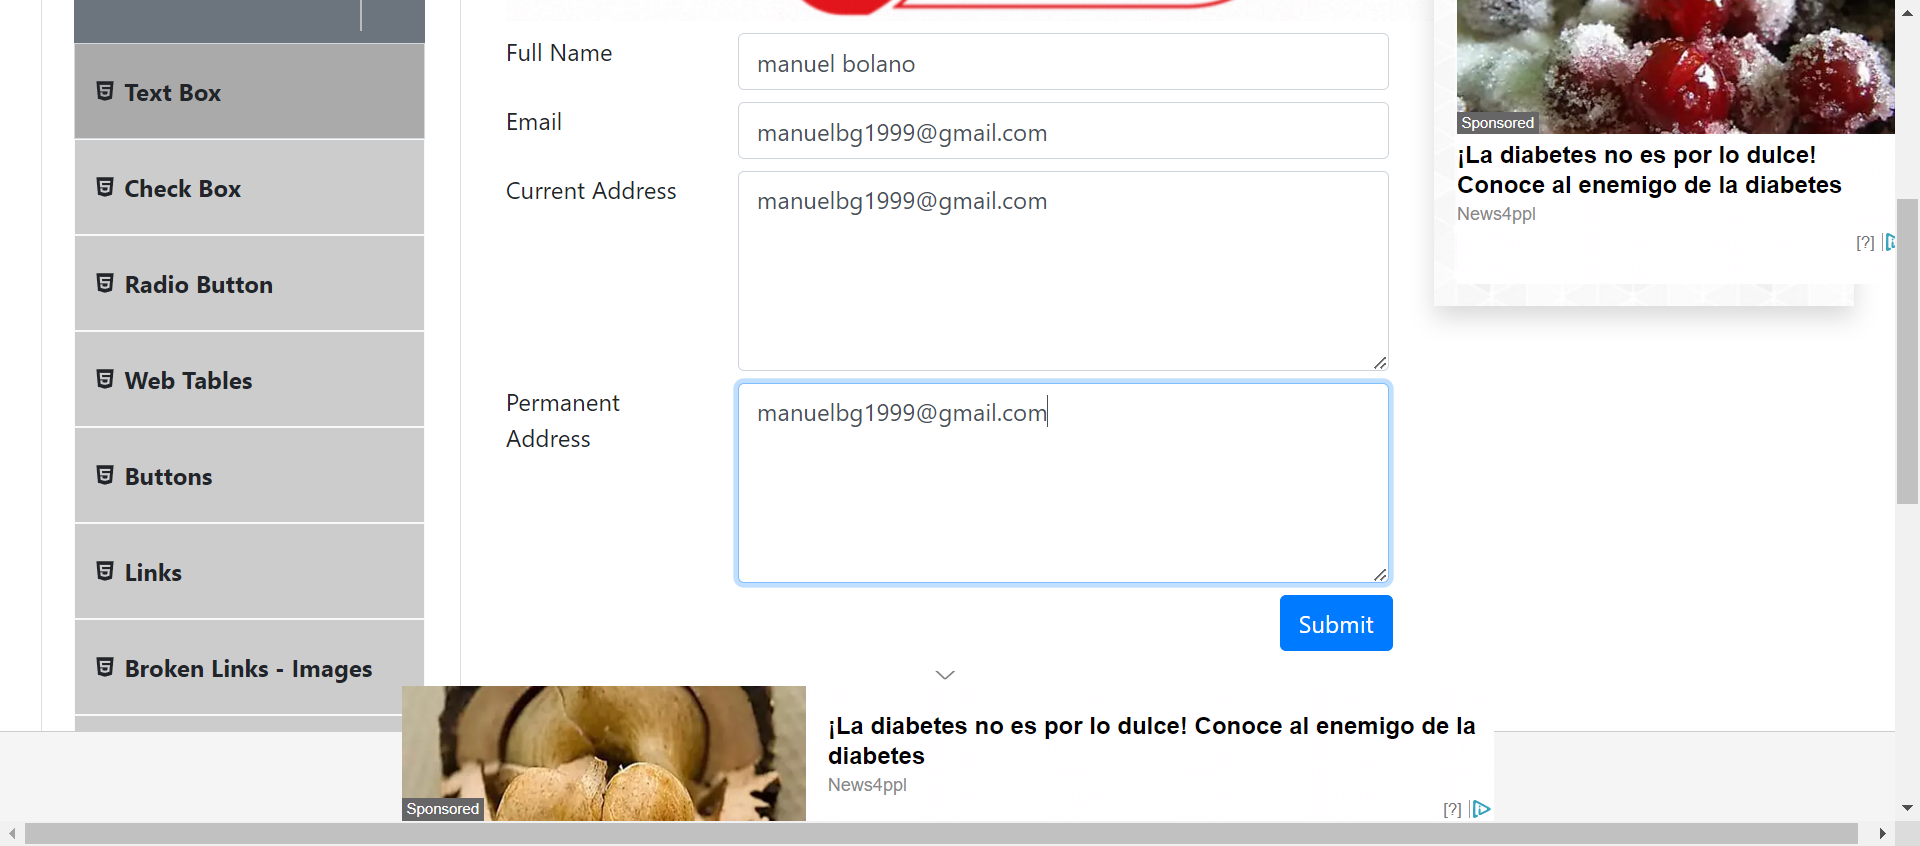 Text Box
Check Box
Radio Button
Web Tables
Buttons
Links
Broken Links - Images
Full Name
manuel bolano
Email
manuelbg1999@gmail.com
Current Address
manuelbg1999@gmail.com
Permanent
Address
manuelbg1999@gmail.com
Submit
Sponsored
¡La diabetes no es por lo dulce!
Conoce al enemigo de la diabetes
News4ppl
[?]
Sponsored
¡La diabetes no es por lo dulce! Conoce al enemigo de la
diabetes
News4ppl
[?]